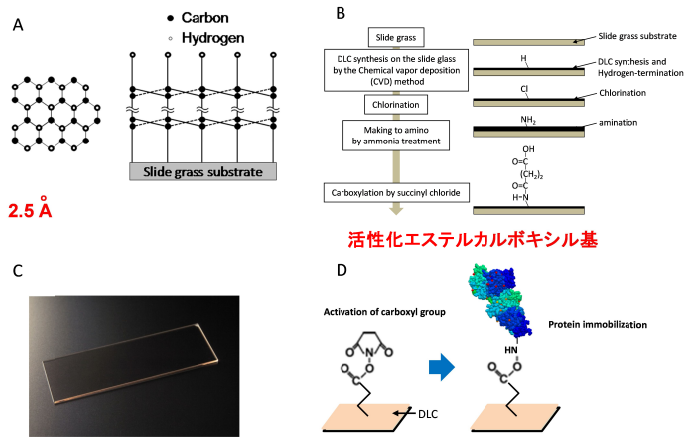 A
Carbon
Hydrogen
Slide grass substrate
2.5 Å
B
Slide grass
DLC synthesis on the slide glass
by the Chemical vapor deposition
(CVD) method
Chlorination
Making to amino
by ammonia treatment
Carboxylation by succinyl chloride
Slide grass substrate
H
DLC synthesis and
Hydrogen-termination
Cl
Chlorination
NH2
amination
OH
O=C
(CH2)2
O=C
H-N
活性化エステルカルボキシル基
C
D
Activation of carboxyl group
O
N
O
O
C
O
DLC
Protein immobilization
HN
O
C
O